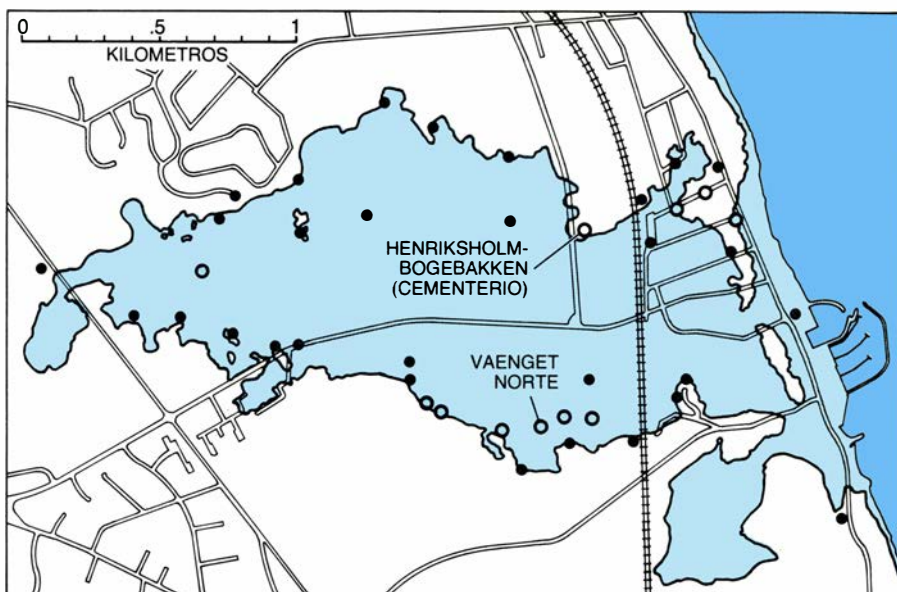 0 .5 1
KILOMETROS
HENRIKSHOLM-
BOGEBAKKEN
(CEMENTERIO)
VAENGET
NORTE